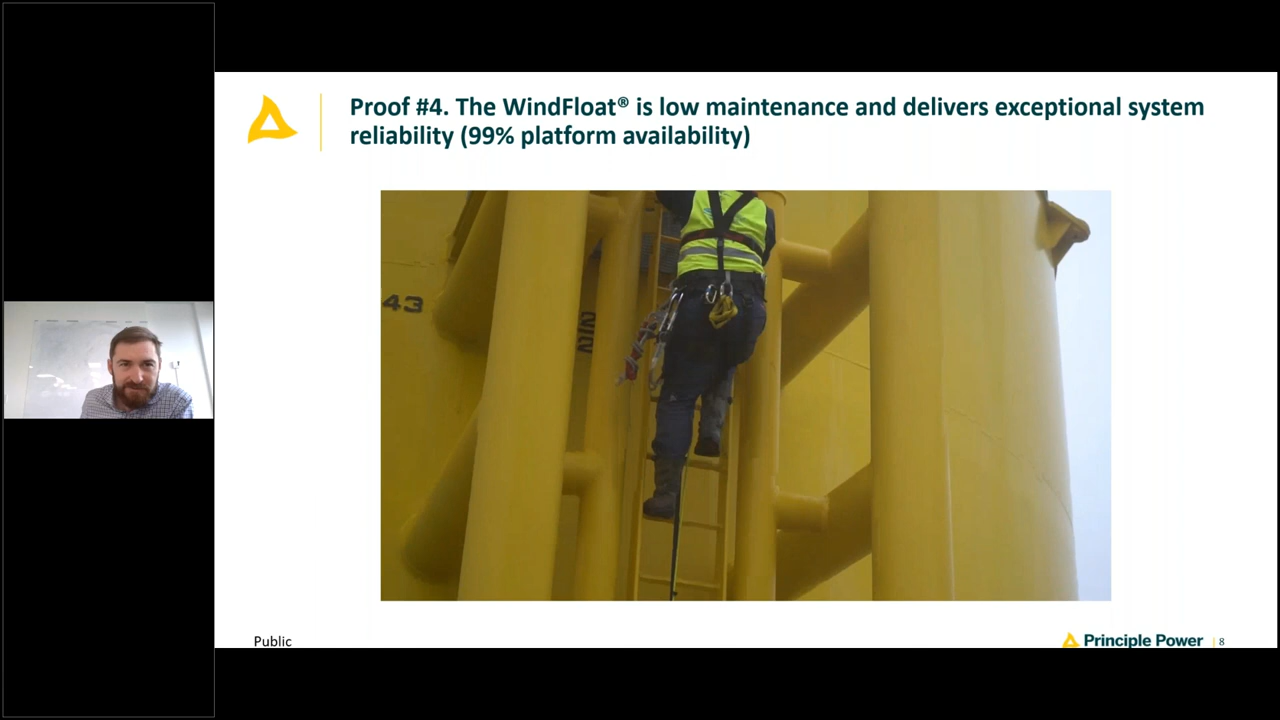 Proof #4. The WindFloat® is low maintenance and delivers exceptional system
reliability (99% platform availability)
43
Public
Principle Power
8